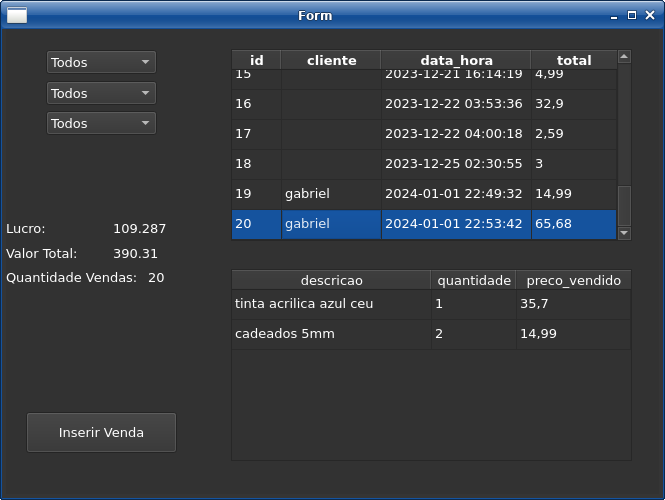 Form
Todos
Todos
Todos
id cliente data_hora total
15 2023-12-21 16:14:19 4,99
16 2023-12-22 03:53:36 32,9
17 2023-12-22 04:00:18 2,59
18 2023-12-25 02:30:55 3
19 gabriel 2024-01-01 22:49:32 14,99
20 gabriel 2024-01-01 22:53:42 65,68
Lucro: 109.287
Valor Total: 390.31
Quantidade Vendas: 20
descricao quantidade preco_vendido
tinta acrilica azul ceu 1 35,7
cadeados 5mm 2 14,99
Inserir Venda